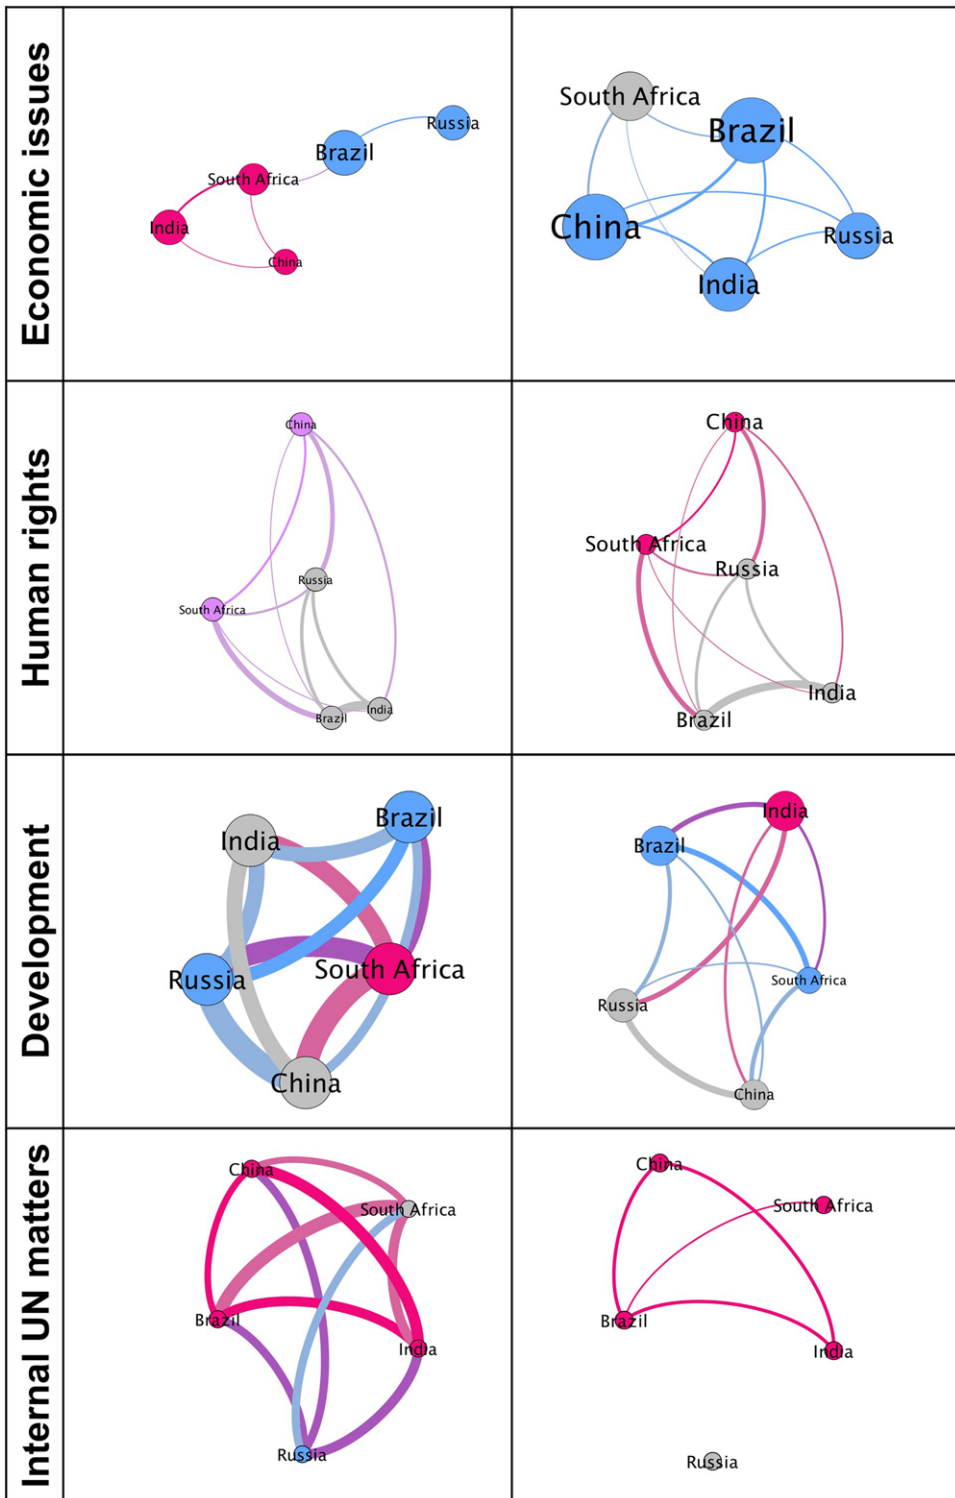 Economic issues
Russia
Brazil
South Africa
India
China
South Africa
Brazil
China
Russia
India
Human rights
China
Russia
South Africa
India
Brazil
China
South Africa
Russia
India
Brazil
Development
Brazil
India
South Africa
Russia
China
India
Brazil
South Africa
Russia
China
Internal UN matters
China
South Africa
Brazil
India
Russia
China
South Africa
Brazil
India
Russia